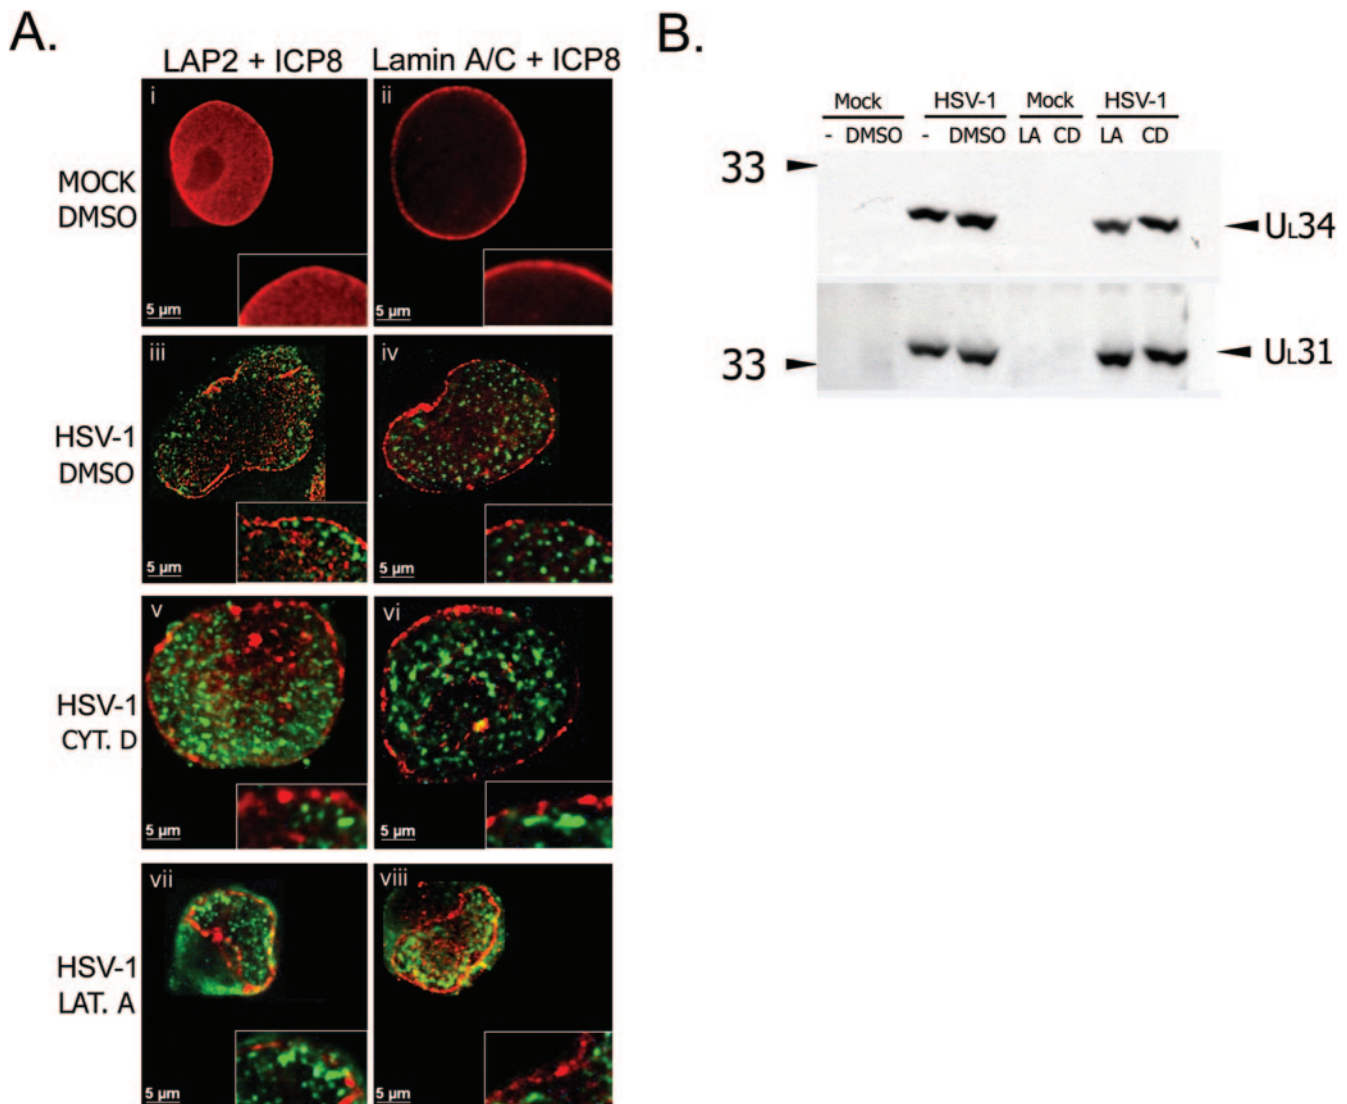 A.
LAP2 + ICP8 Lamin A/C + ICP8
MOCK
DMSO
i
5 µm
ii
5 µm
HSV-1
DMSO
iii
5 µm
iv
5 µm
HSV-1
CYT. D
v
5 µm
vi
5 µm
HSV-1
LAT. A
vii
5 µm
viii
5 µm
B.
Mock HSV-1 Mock HSV-1
- DMSO - DMSO LA CD LA CD
33
UL34
33
UL31